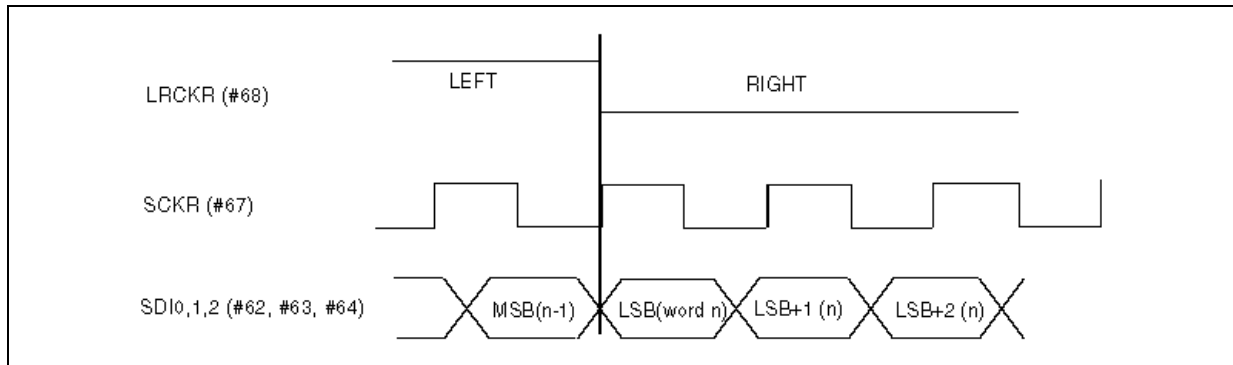 LEFT
RIGHT
LRCKR (#68)
SCKR (#67)
SDI0,1,2 (#62, #63, #64)
MSB(n-1)
LSB(word n)
LSB+1 (n)
LSB+2 (n)